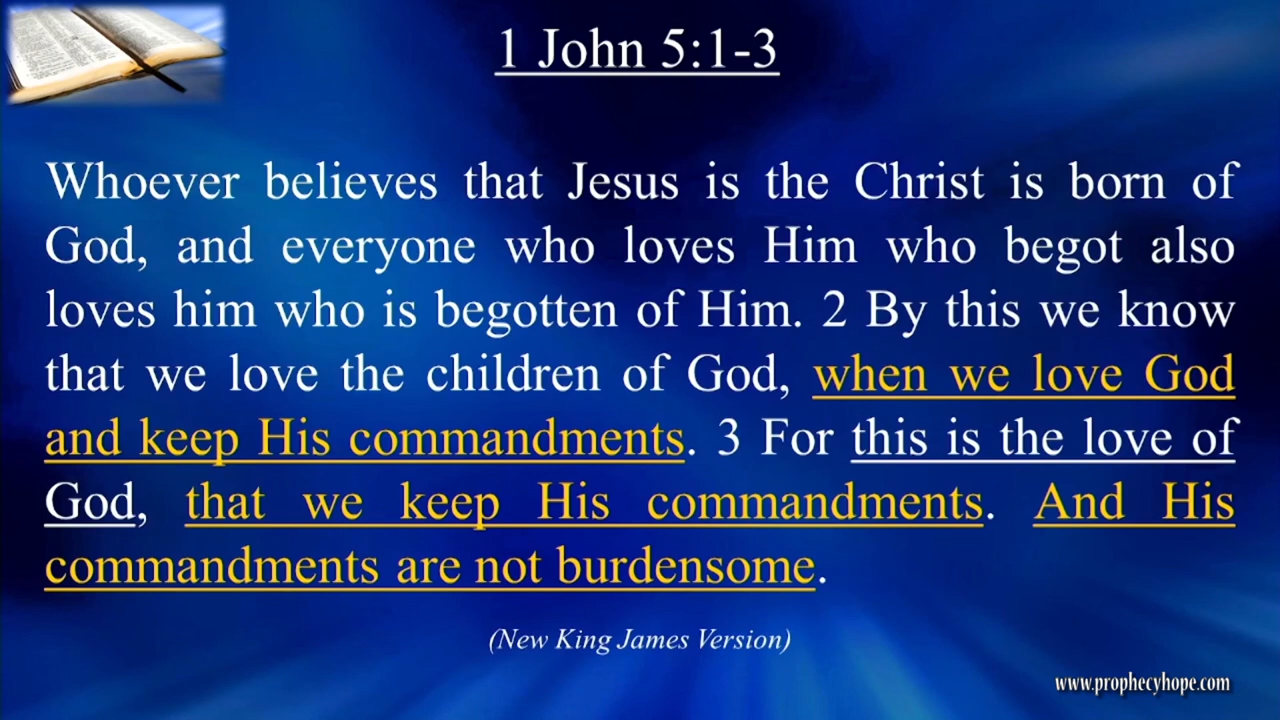 1 John 5:1-3
Whoever believes that Jesus is the Christ is born of
God, and everyone who loves Him who begot also
loves him who is begotten of Him. 2 By this we know
that we love the children of God, when we love God
and keep His commandments. 3 For this is the love of
God, that we keep His commandments. And His
commandments are not burdensome.
(New King James Version)
www.prophecyhope.com